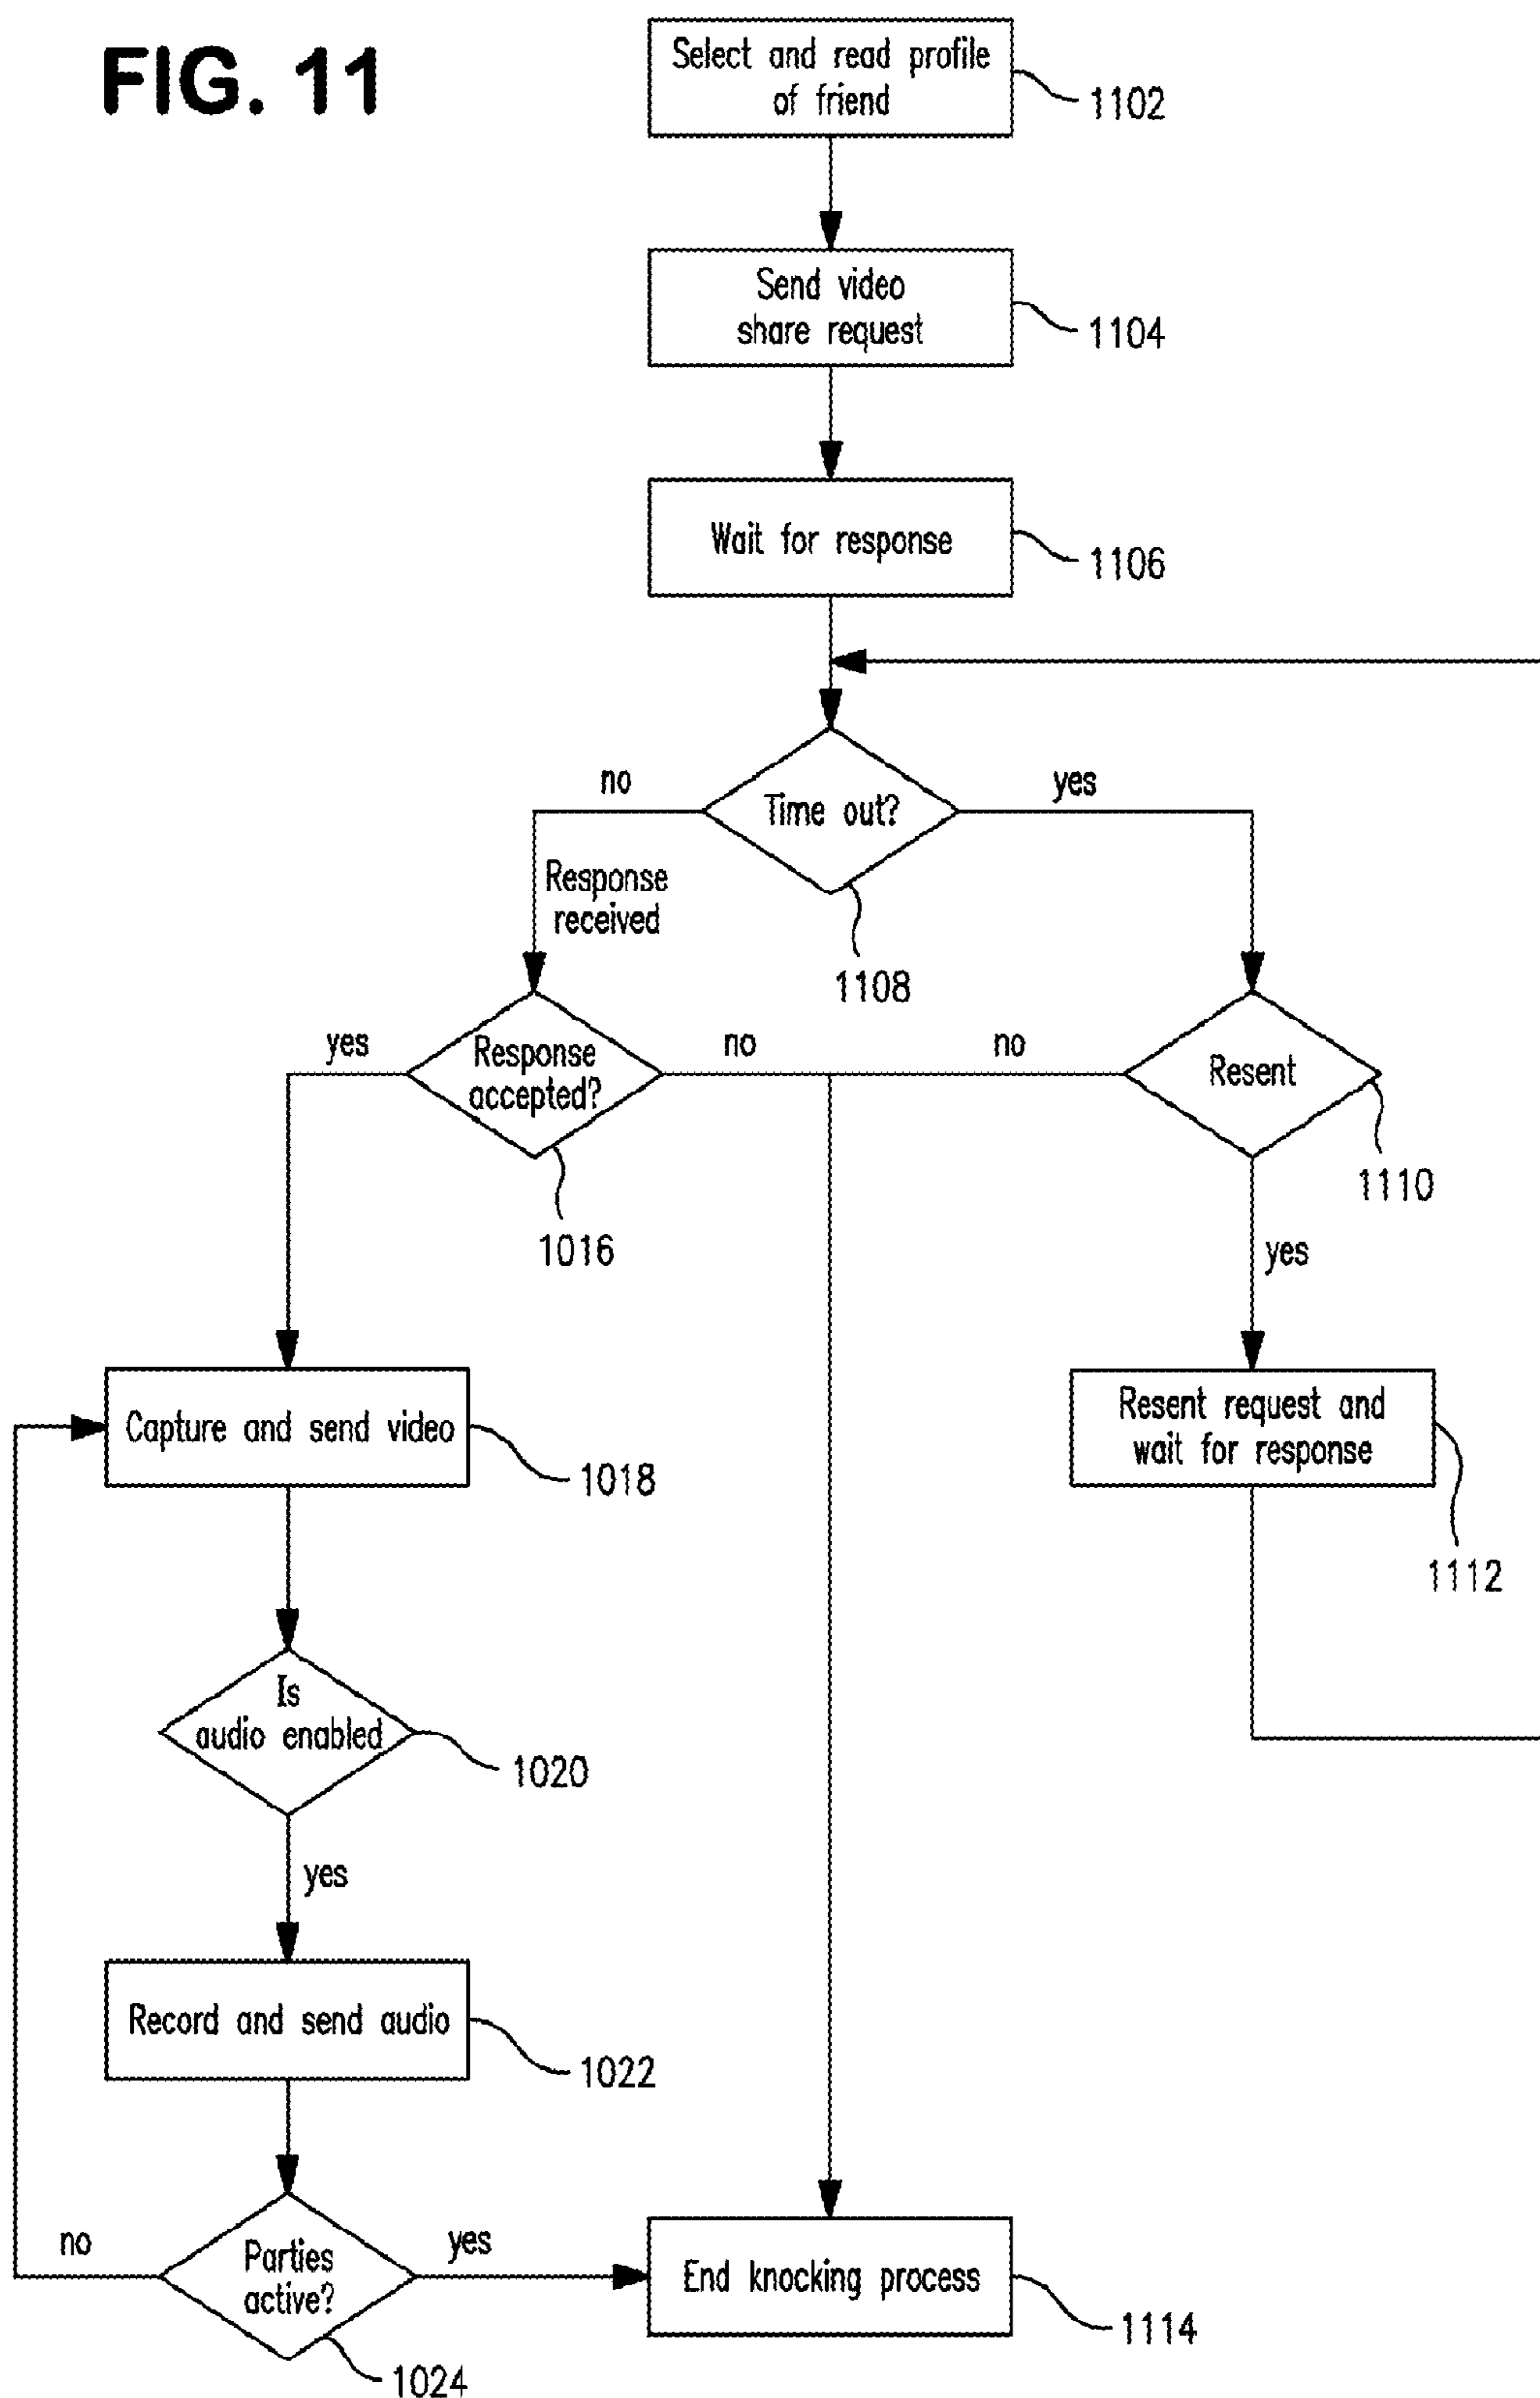 FIG. 11
Select and read profile
of friend
1102
Send video
share request
1104
Wait for response
1106
no
Time out?
yes
Response
received
1108
yes
Response
accepted?
no
no
Resent
1016
1110
yes
Capture and send video
1018
Resent request and
wait for response
1112
Is
audio enabled
1020
yes
Record and send audio
1022
no
Parties
active?
yes
End knocking process
1114
1024